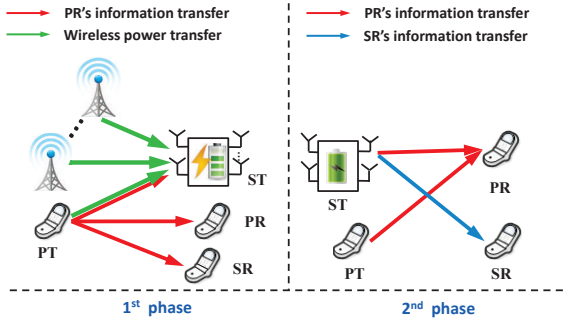 PR's information transfer
Wireless power transfer
ST
PR
PT
SR
1st phase
PR's information transfer
SR's information transfer
PR
ST
PT
SR
2nd phase